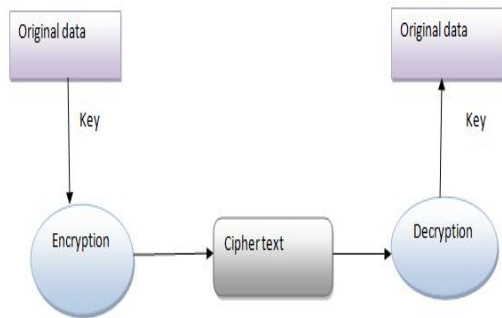 Original data
Original data
Key
Key
Encryption
Cipher text
Decryption